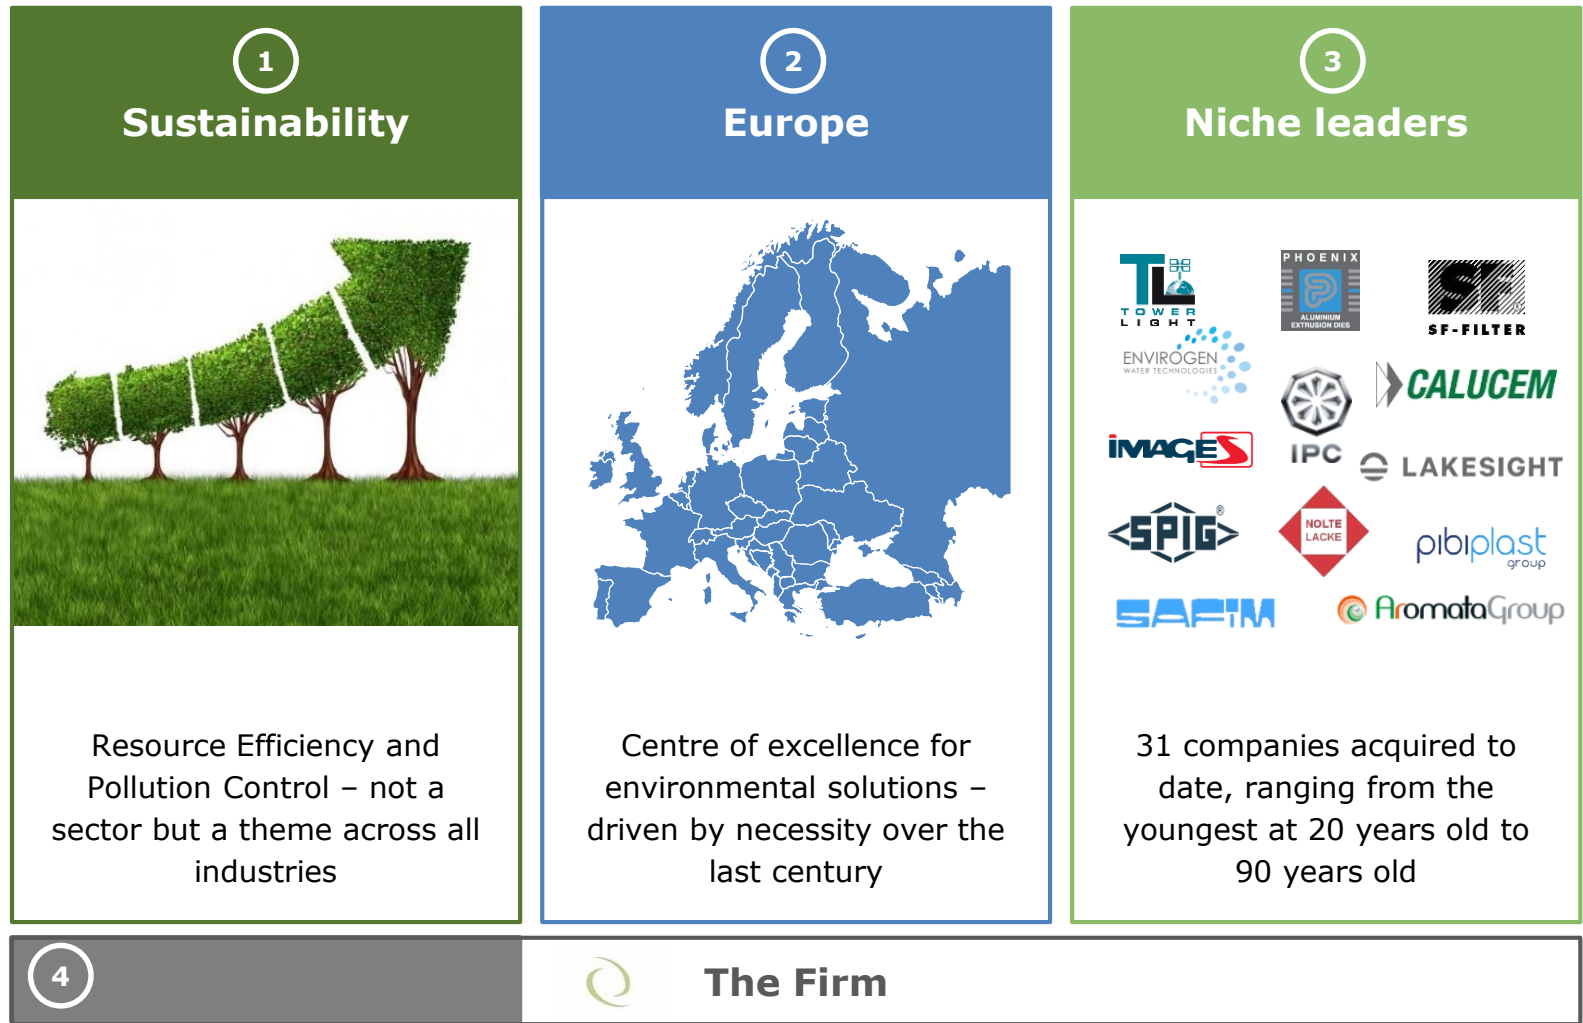 1
Sustainability
Resource Efficiency and
Pollution Control – not a
sector but a theme across all
industries
2
Europe
Centre of excellence for
environmental solutions –
driven by necessity over the
last century
3
Niche leaders
TL
TOWER
LIGHT
PHOENIX
ALUMINIUM
EXTRUSION DIES
SF®
SF-FILTER
ENVIROGEN
WATER TECHNOLOGIES
IPC
CALUCEM
iMAGE S
LAKESIGHT
SPIG®
NOLTE
LACKE
pibiplast
group
SAFIM
AromataGroup
31 companies acquired to
date, ranging from the
youngest at 20 years old to
90 years old
4
The Firm